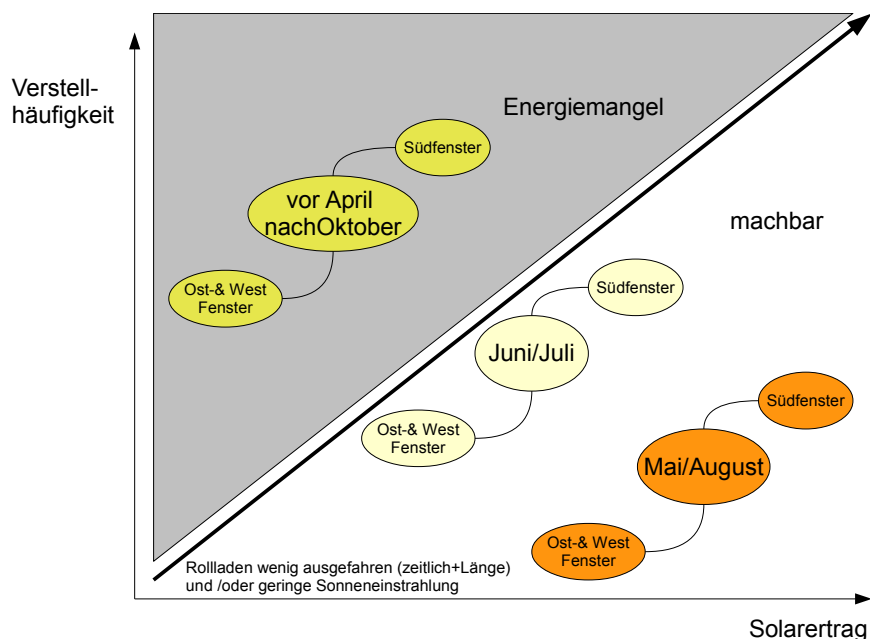 Verstell-
häufigkeit
Energiemangel
Südfenster
vor April
nachOktober
Ost-& West
Fenster
machbar
Südfenster
Juni/Juli
Ost-& West
Fenster
Südfenster
Mai/August
Ost-& West
Fenster
Rollladen wenig ausgefahren (zeitlich+Länge)
und /oder geringe Sonneneinstrahlung
Solarertrag